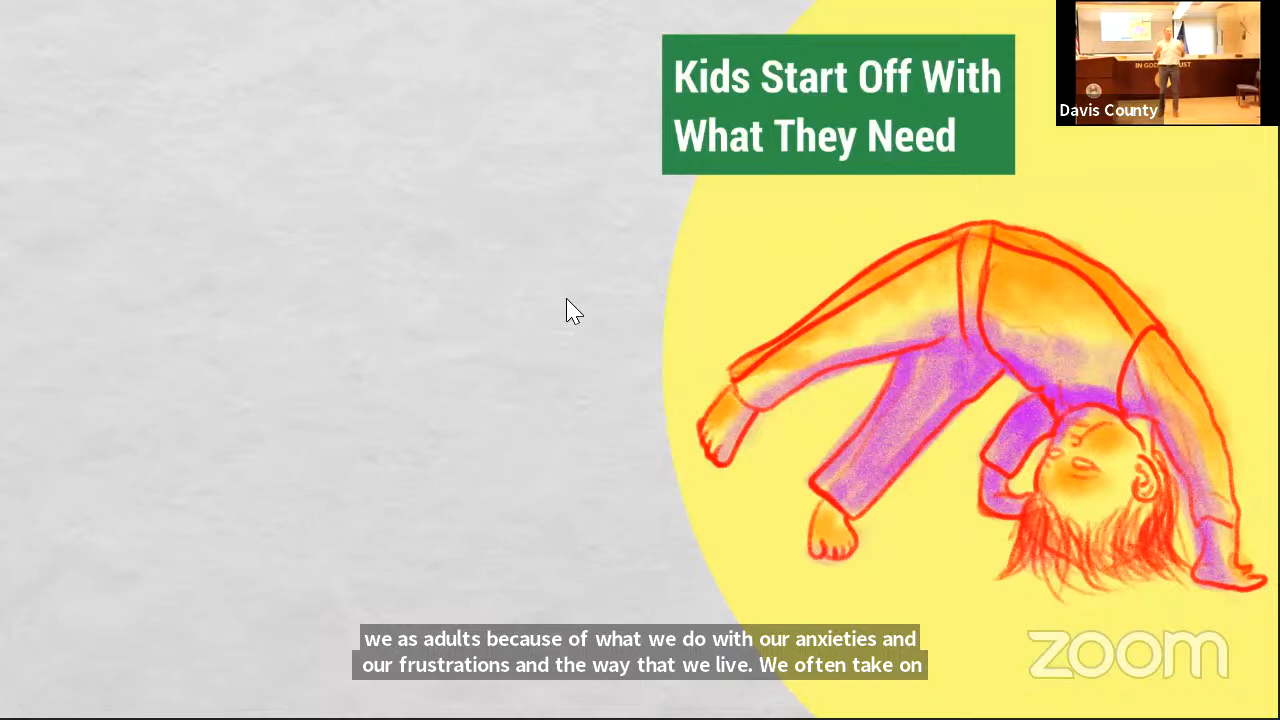 Kids Start Off With
What They Need
IN GOD WE TRUST
Davis County
we as adults because of what we do with our anxieties and
our frustrations and the way that we live. We often take on
zoom